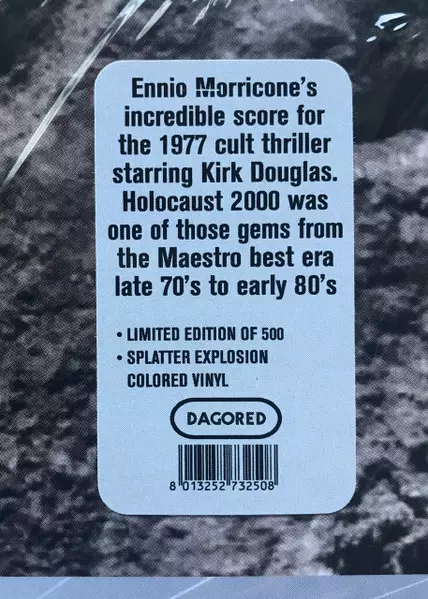 Ennio Morricone's
incredible score for
the 1977 cult thriller
starring Kirk Douglas.
Holocaust 2000 was
one of those gems from
the Maestro best era
late 70's to early 80's
• LIMITED EDITION OF 500
• SPLATTER EXPLOSION
COLORED VINYL
DAGORED
8 013252 732508